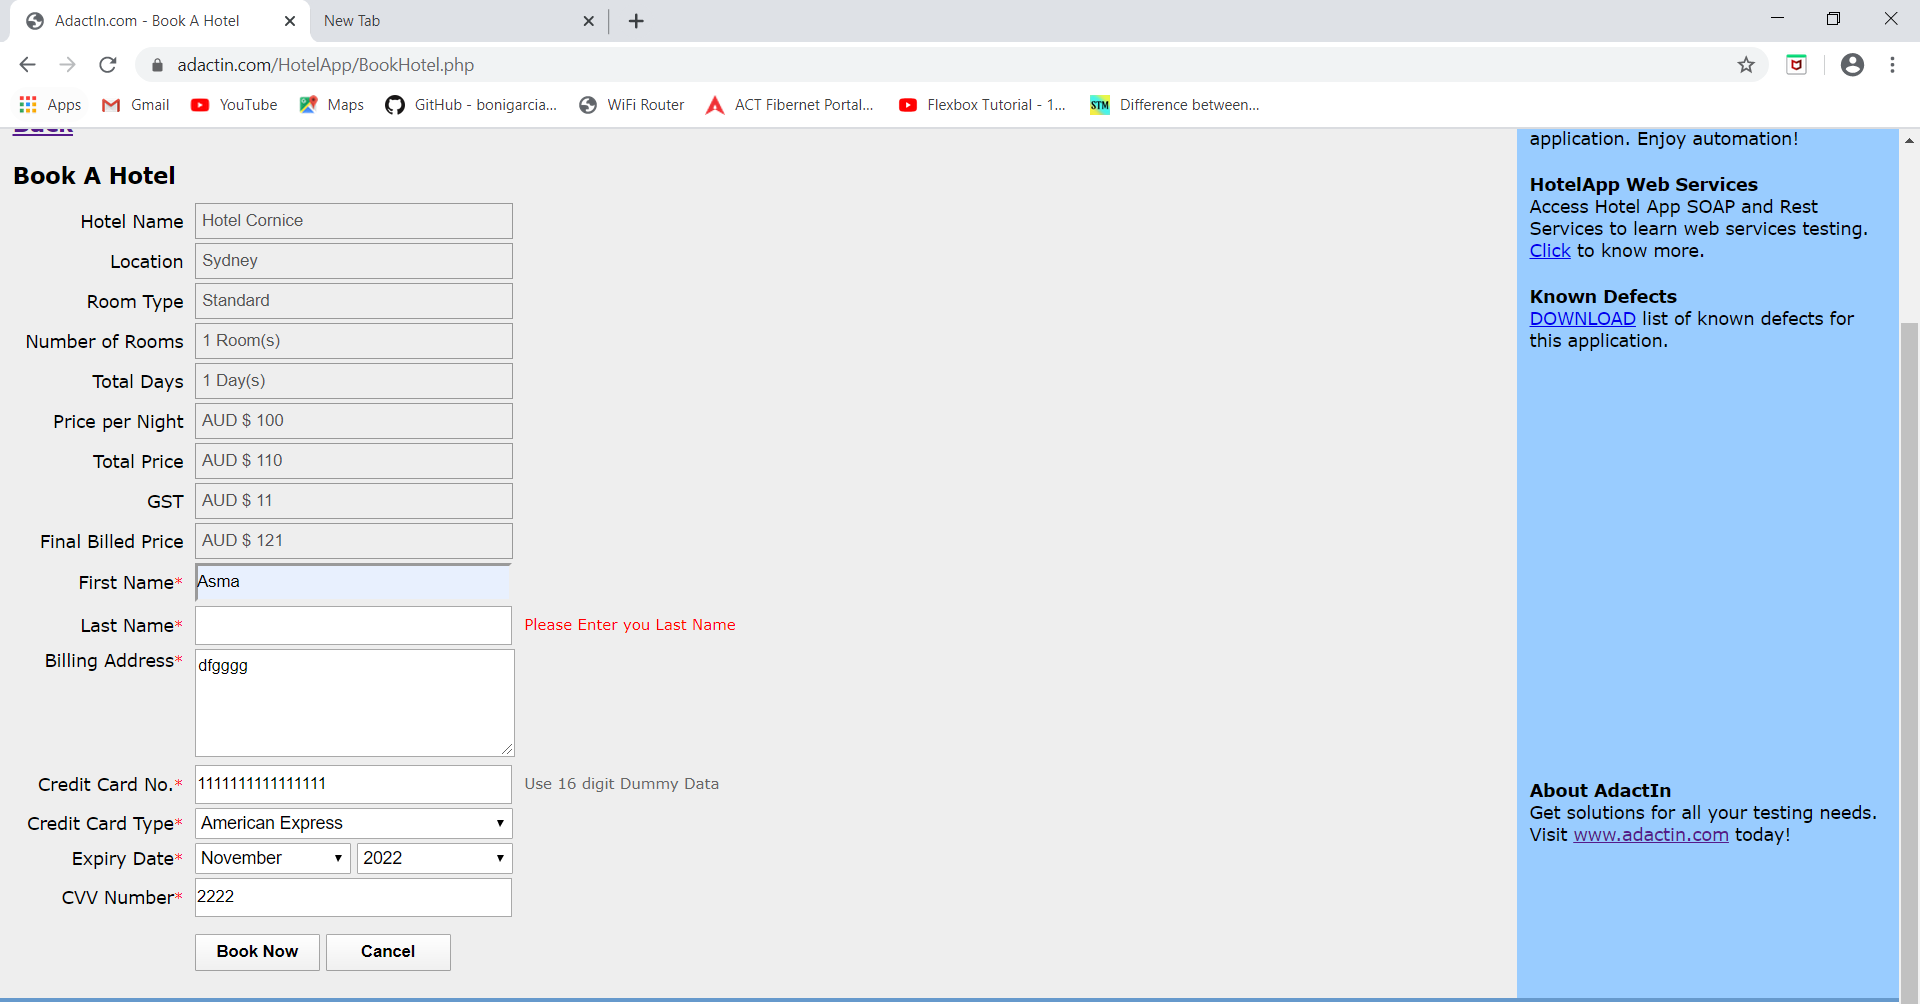 AdactIn.com - Book A Hotel
New Tab
adactin.com/HotelApp/BookHotel.php
Apps
Gmail
YouTube
Maps
GitHub - bonigarcia...
WiFi Router
ACT Fibernet Portal...
Flexbox Tutorial - 1...
STM
Difference between...
Back
Book A Hotel
Hotel Name Hotel Cornice
Location Sydney
Room Type Standard
Number of Rooms 1 Room(s)
Total Days 1 Day(s)
Price per Night AUD $ 100
Total Price AUD $ 110
GST AUD $ 11
Final Billed Price AUD $ 121
First Name* Asma
Last Name* Please Enter you Last Name
Billing Address* dfgggg
Credit Card No.* 1111111111111111 Use 16 digit Dummy Data
Credit Card Type* American Express
Expiry Date* November 2022
CVV Number* 2222
Book Now Cancel
application. Enjoy automation!
HotelApp Web Services
Access Hotel App SOAP and Rest
Services to learn web services testing.
Click to know more.
Known Defects
DOWNLOAD list of known defects for
this application.
About AdactIn
Get solutions for all your testing needs.
Visit www.adactin.com today!